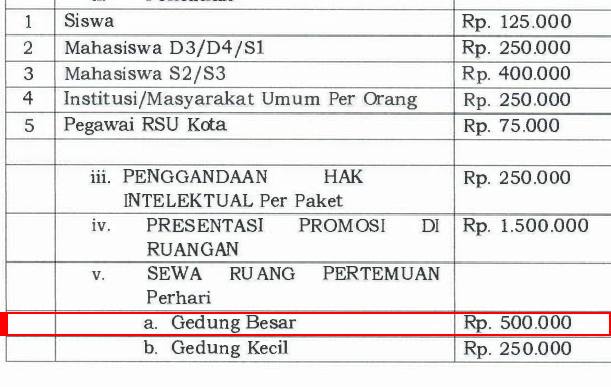 1 Siswa Rp. 125.000
2 Mahasiswa D3/D4/S1 Rp. 250.000
3 Mahasiswa S2/S3 Rp. 400.000
4 Institusi/Masyarakat Umum Per Orang Rp. 250.000
5 Pegawai RSU Kota Rp. 75.000
iii. PENGGANDAAN HAK Rp. 250.000
INTELEKTUAL Per Paket
iv. PRESENTASI PROMOSI DI Rp. 1.500.000
RUANGAN
v. SEWA RUANG PERTEMUAN
Perhari
a. Gedung Besar Rp. 500.000
b. Gedung Kecil Rp. 250.000